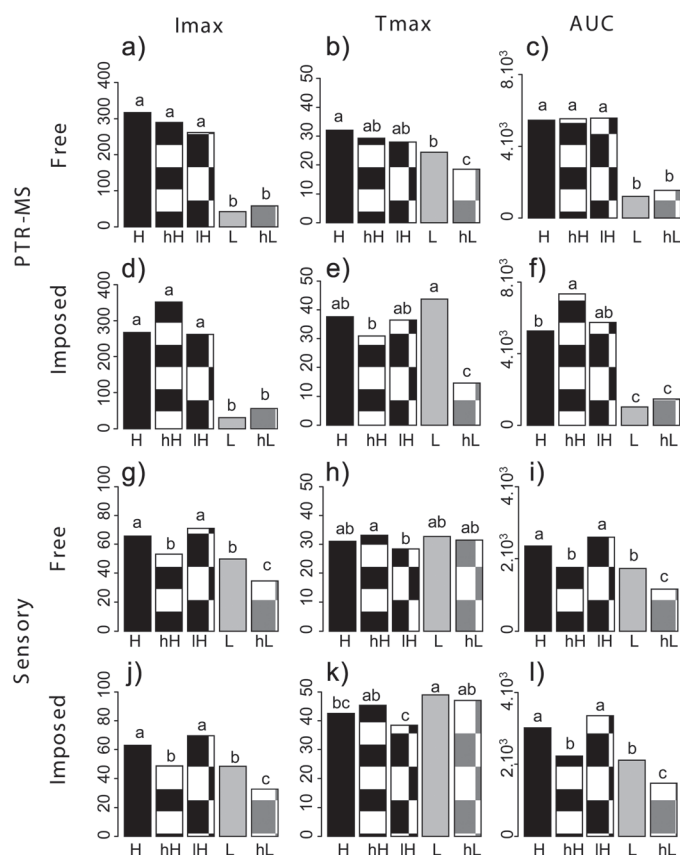 Imax Tmax AUC
PTR-MS
Free
a)
0 100 200 300 400
a a a b b
H hH lH L hL
b)
0 10 20 30 40 50
a ab ab b c
H hH lH L hL
c)
0 4.10³ 8.10³
a a a b b
H hH lH L hL
Imposed
d)
0 100 200 300 400
a a a b b
H hH lH L hL
e)
0 10 20 30 40 50
ab b ab a c
H hH lH L hL
f)
0 4.10³ 8.10³
b a ab c c
H hH lH L hL
Sensory
Free
g)
0 20 40 60 80 100
a b a b c
H hH lH L hL
h)
0 10 20 30 40 50
ab a b ab ab
H hH lH L hL
i)
0 2.10³ 4.10³
a b a b c
H hH lH L hL
Imposed
j)
0 20 40 60 80 100
a b a b c
H hH lH L hL
k)
0 10 20 30 40 50
bc ab c a ab
H hH lH L hL
l)
0 2.10³ 4.10³
a b a b c
H hH lH L hL